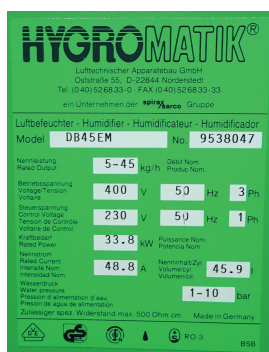 HYGROMATIK®
Lufttechnischer Apparatebau GmbH
Oststraße 55, D-22844 Norderstedt
Tel. (040) 526833-0 · FAX (040) 526833-33
ein Unternehmen der spirax sarco Gruppe
Luftbefeuchter - Humidifier - Humidificateur - Humidificador
Model DB45EM No. 9538047
Nennleistung
Rated Output 5-45 kg/h Débit Nom.
Produc. Nom.
Betriebsspannung
Voltage/Tension
Voltaje 400 V 50 Hz 3 Ph
Steuerspannung
Control Voltage
Tension de Contrôle
Voltaire de Control 230 V 50 Hz 1 Ph
Kraftbedarf
Rated Power 33.8 kW Puissance Nom.
Potencia Nom.
Nennstrom
Rated Current
Intensité Nom.
Intensidad Nom. 48.8 A Nenninhalt/Zyl.
Volume/cyl.
Volumen/cil. 45.9 l
Wasserdruck
Water pressure
Pression d'alimentation d'eau
Presión de agua de alimentación 1-10 bar
Zulässiger spez. Widerstand max. 500 Ohm cm Made in Germany
RO 3
BSB